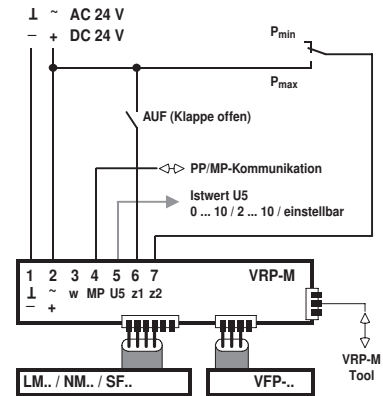 ⊥ ~ AC 24 V
– + DC 24 V
Pmin
Pmax
AUF (Klappe offen)
PP/MP-Kommunikation
Istwert U5
0 ... 10 / 2 ... 10 / einstellbar
1 2 3 4 5 6 7 VRP-M
⊥ ~ w MP U5 z1 z2
– +
VRP-M
Tool
LM.. / NM.. / SF..
VFP-..